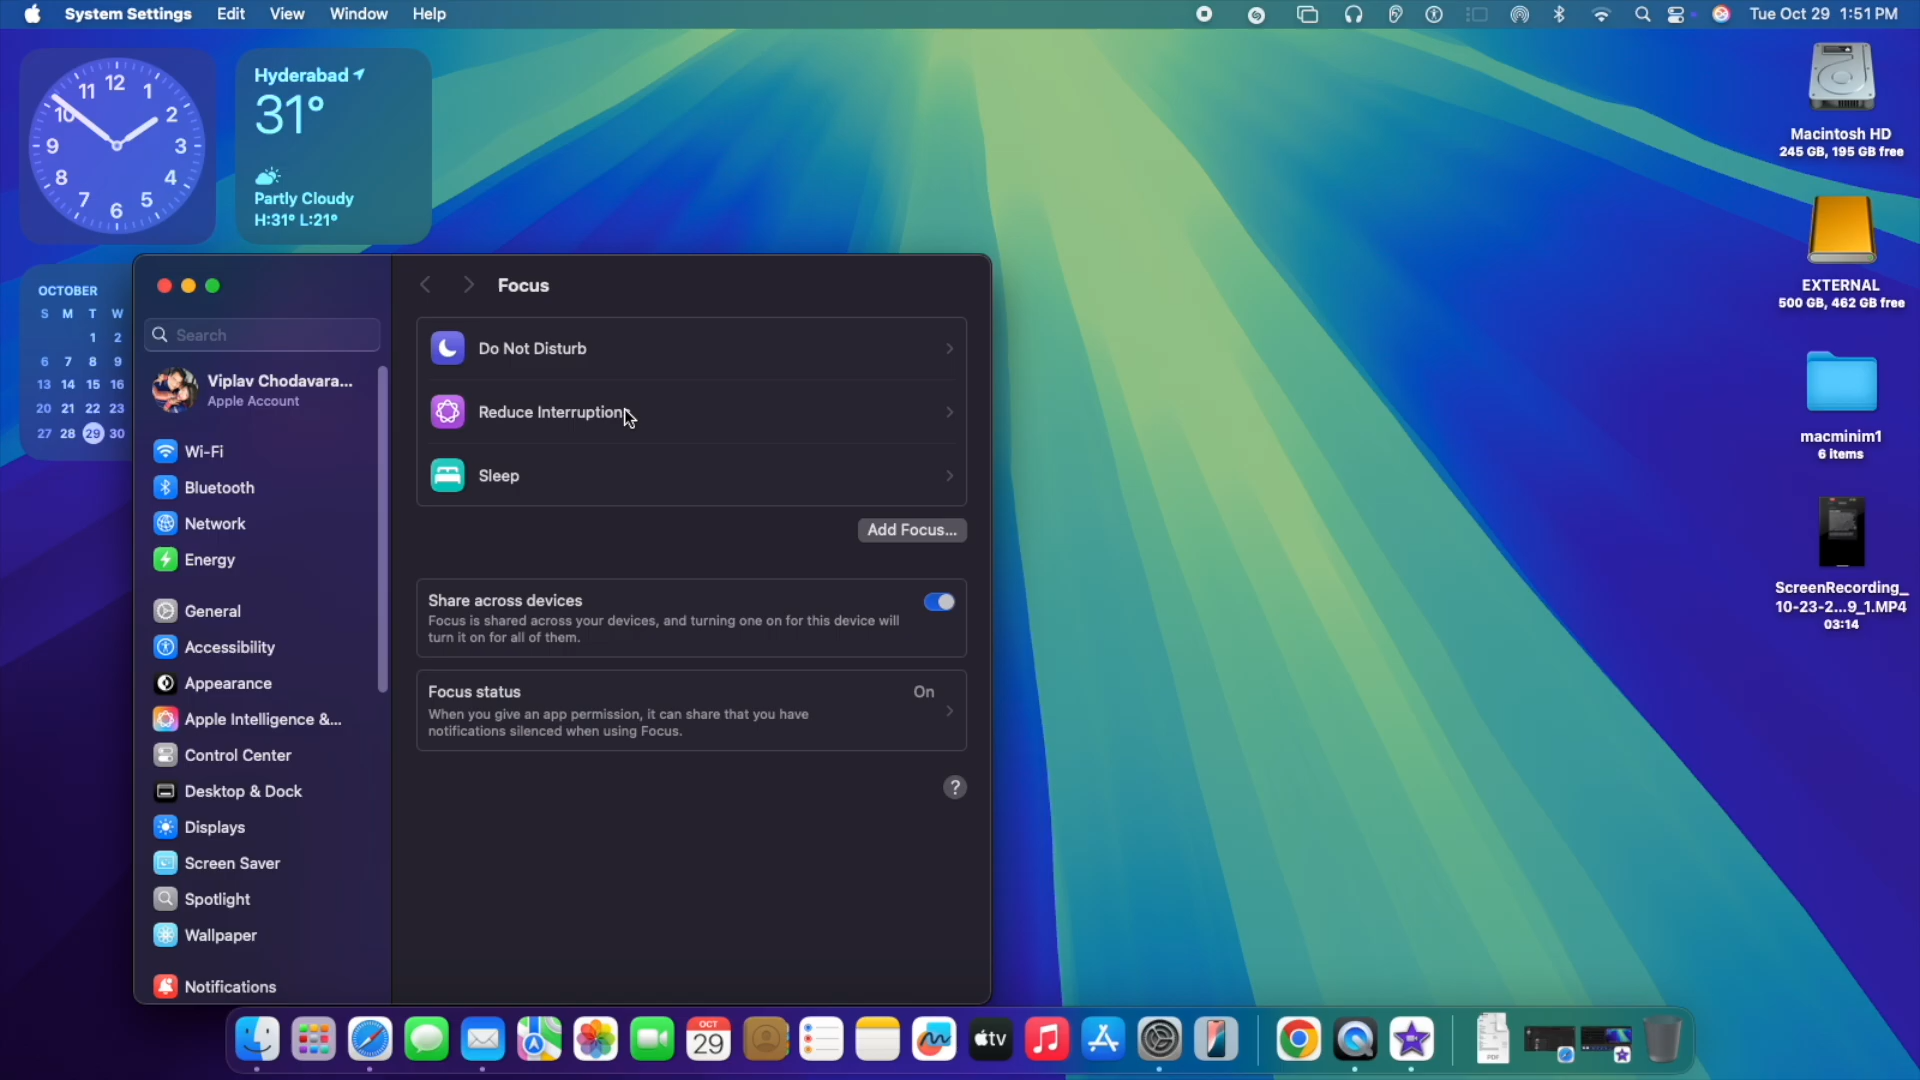 System Settings Edit View Window Help
Tue Oct 29 1:51 PM
12
11 1
10 2
9 3
8 4
7 5
6
Hyderabad
31°
Partly Cloudy
H:31° L:21°
OCTOBER
S M T W
1 2
6 7 8 9
13 14 15 16
20 21 22 23
27 28 29 30
Search
Viplav Chodavara...
Apple Account
Wi-Fi
Bluetooth
Network
Energy
General
Accessibility
Appearance
Apple Intelligence &...
Control Center
Desktop & Dock
Displays
Screen Saver
Spotlight
Wallpaper
Notifications
Focus
Do Not Disturb
Reduce Interruptions
Sleep
Add Focus...
Share across devices
Focus is shared across your devices, and turning one on for this device will
turn it on for all of them.
Focus status On
When you give an app permission, it can share that you have
notifications silenced when using Focus.
?
Macintosh HD
245 GB, 195 GB free
EXTERNAL
500 GB, 462 GB free
macminim1
6 items
ScreenRecording_
10-23-2...9_1.MP4
03:14
OCT
29
tv
PDF